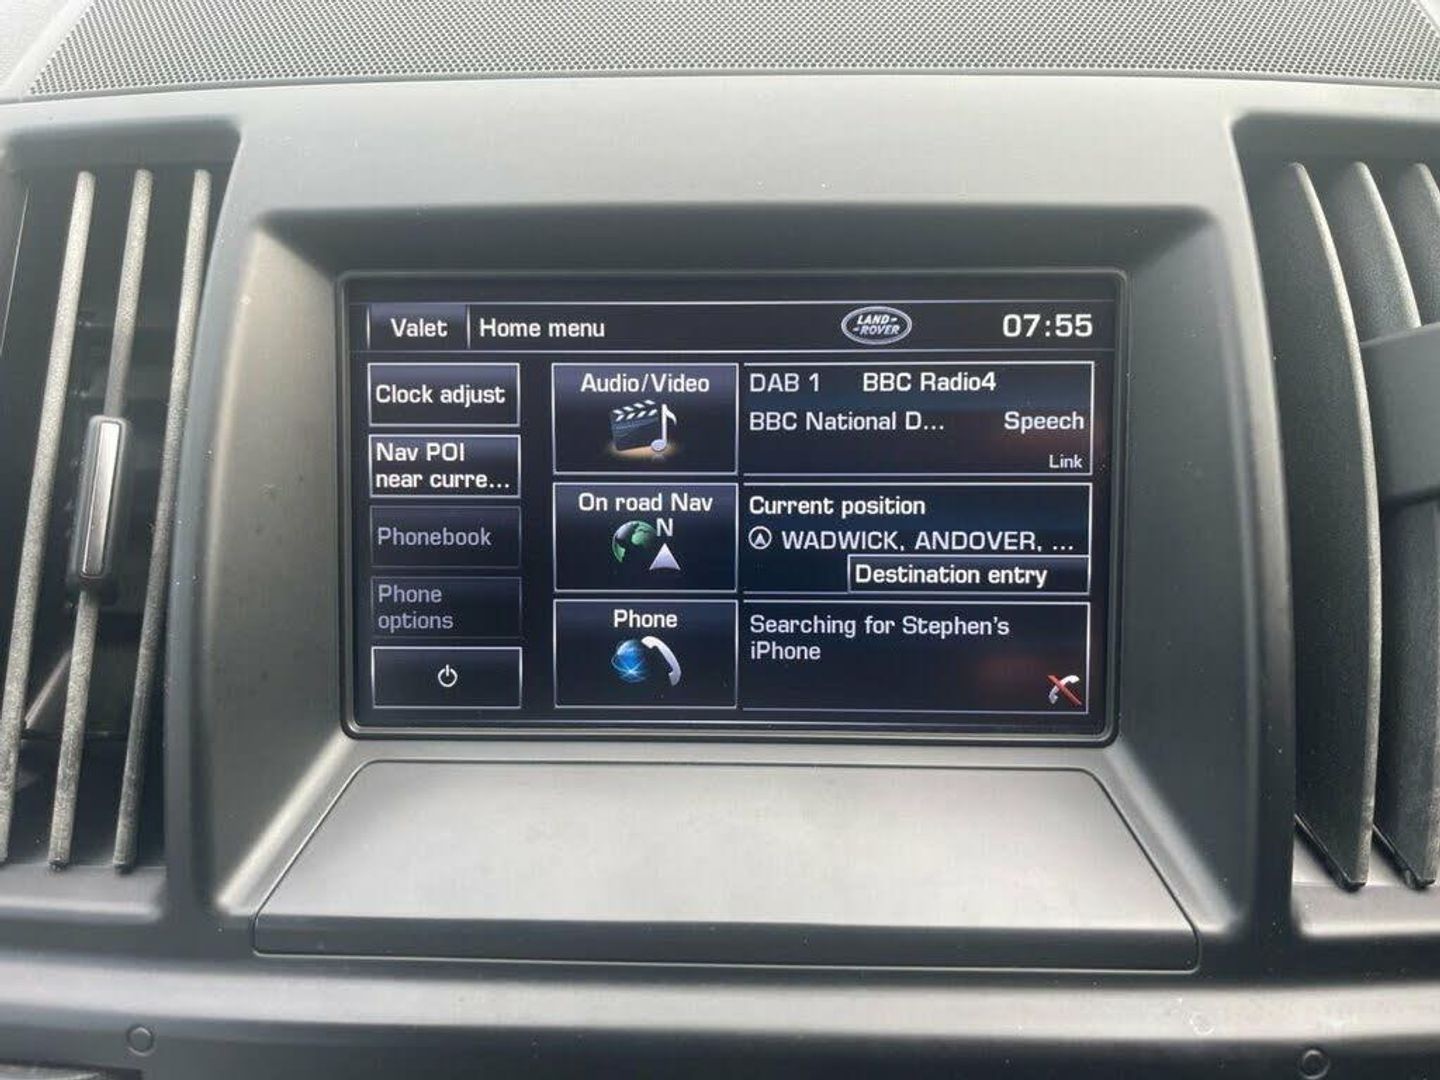 Valet Home menu LAND-ROVER 07:55
Clock adjust
Nav POI
near curre...
Phonebook
Phone
options
Audio/Video
DAB 1 BBC Radio4
BBC National D... Speech
Link
On road Nav
N
Current position
WADWICK, ANDOVER, ...
Destination entry
Phone
Searching for Stephen's
iPhone